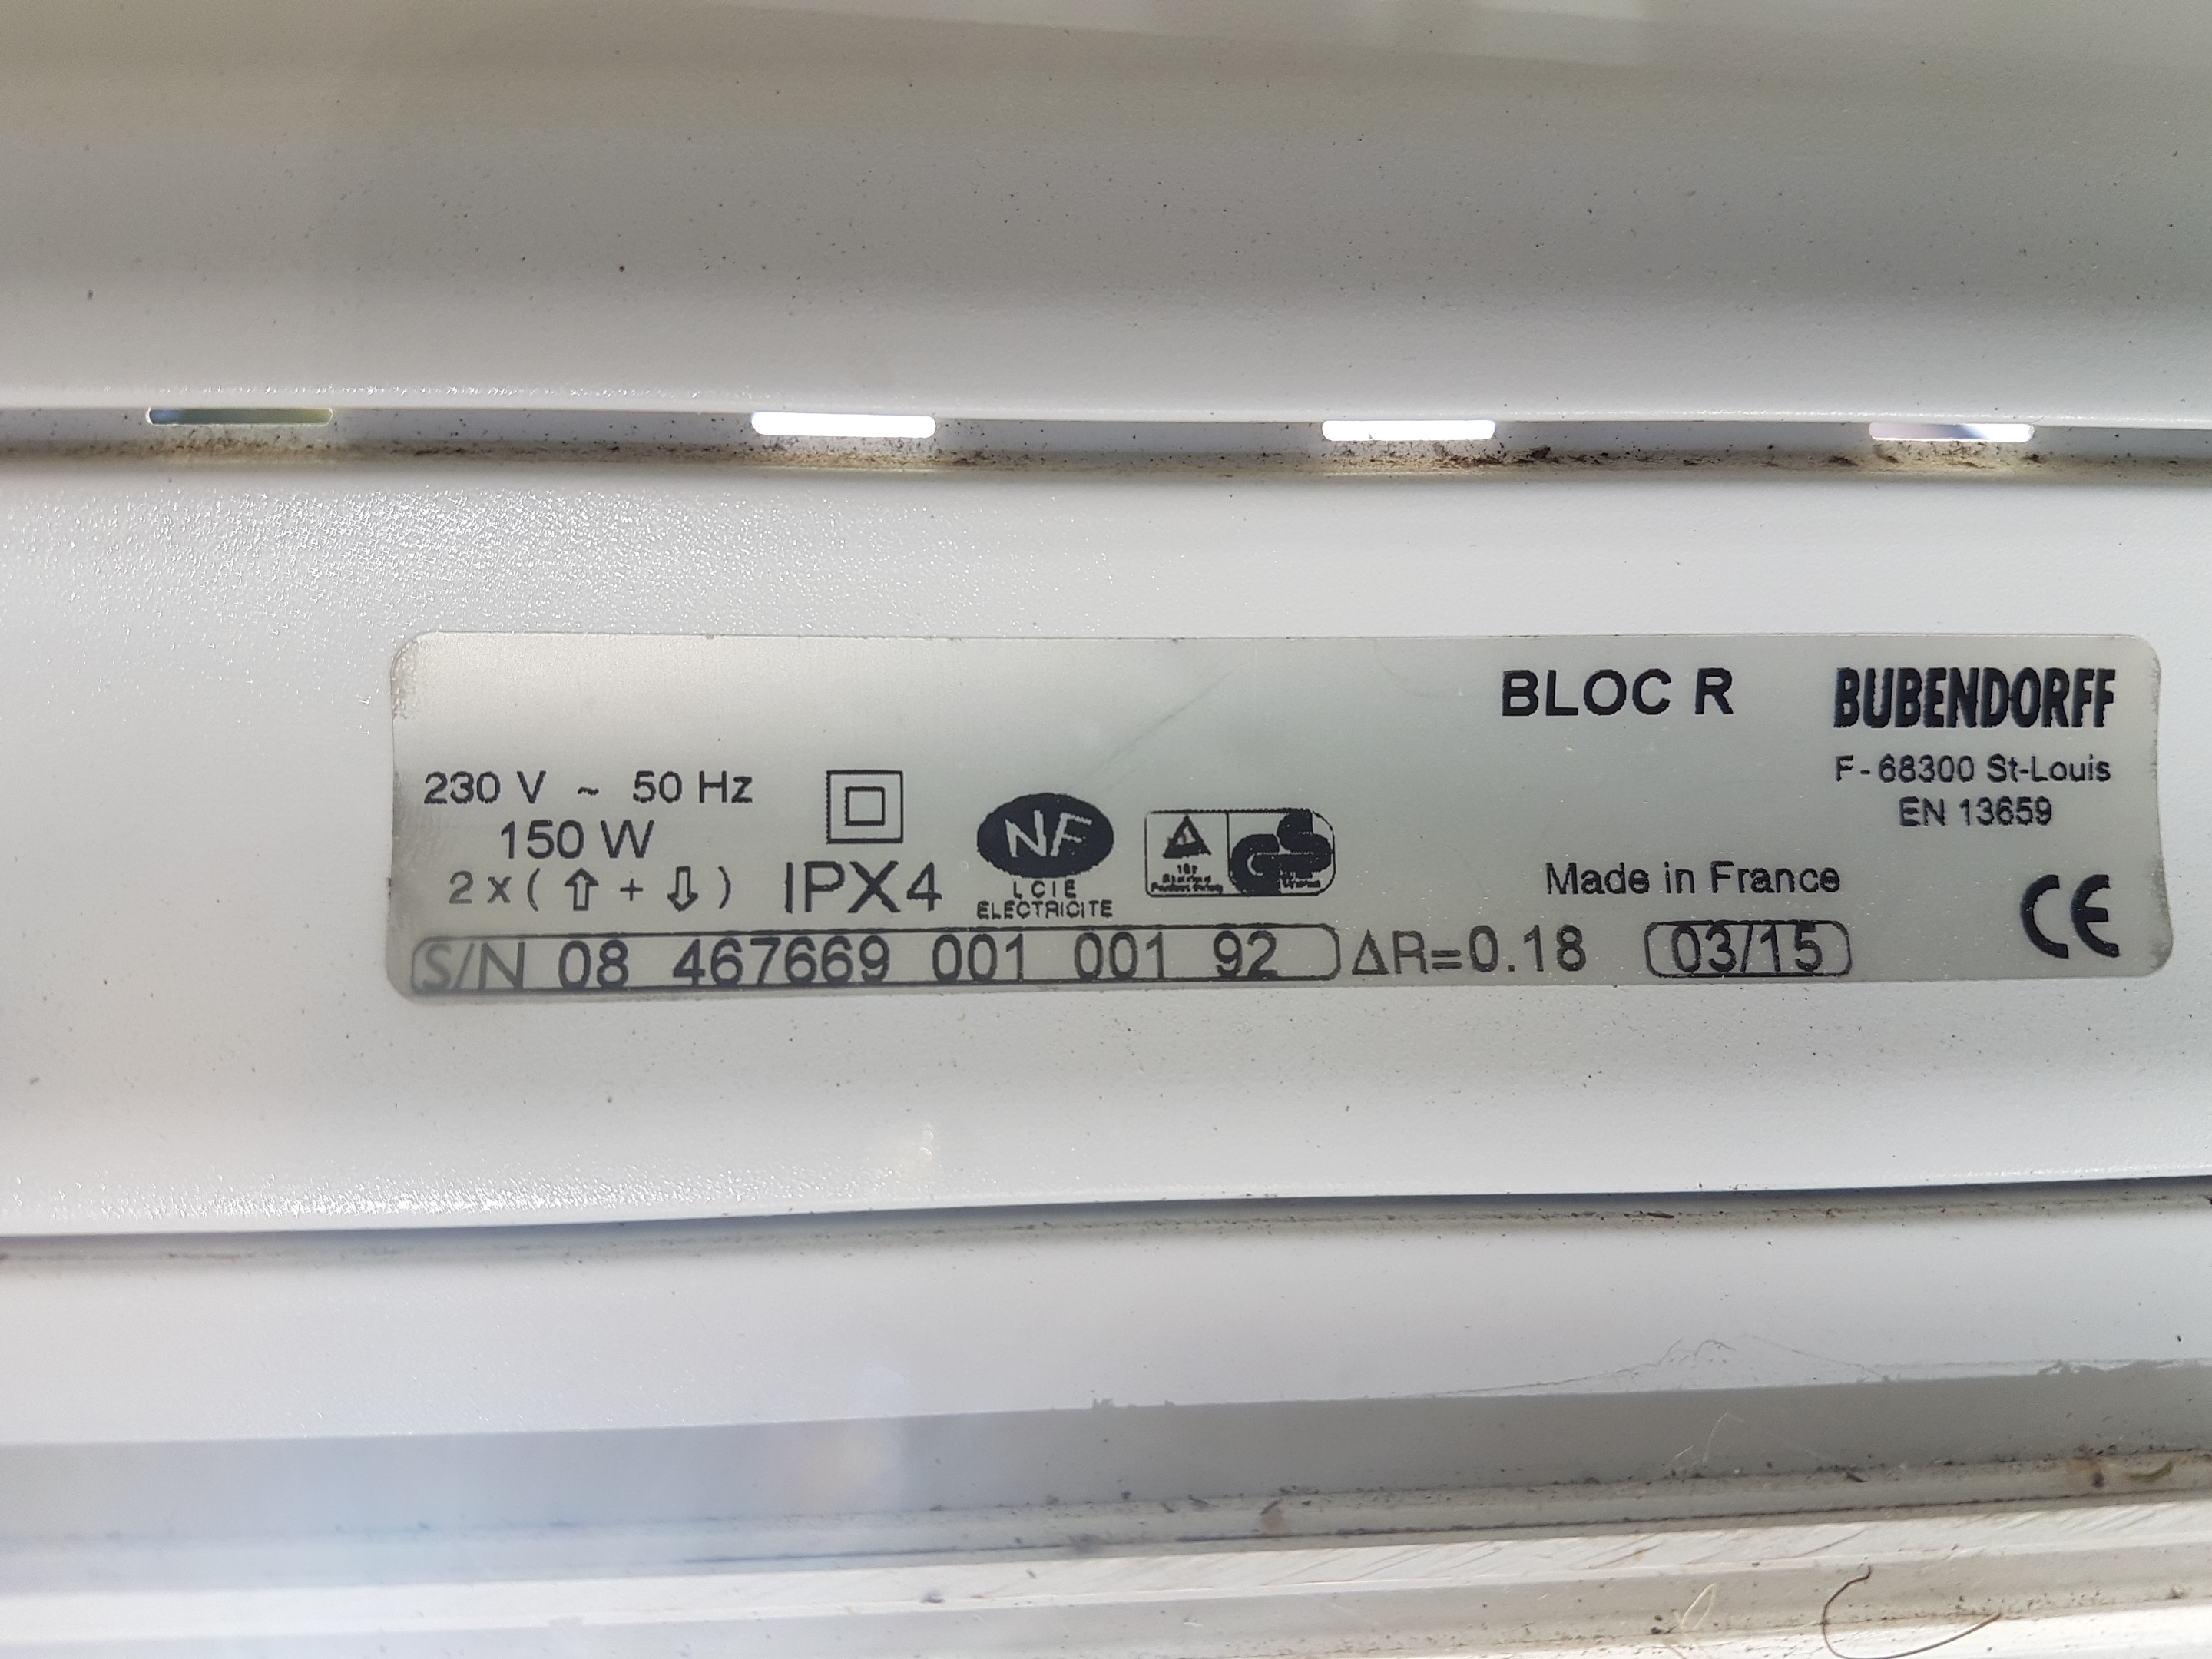 BLOC R
BUBENDORFF
F-68300 St-Louis
EN 13659
230 V ~ 50 Hz
150 W
2 x ( ⇧ + ⇩ )
IPX4
NF
LCIE
ELECTRICITE
GS
Made in France
CE
S/N 08 467669 001 001 92
ΔR=0.18
03/15